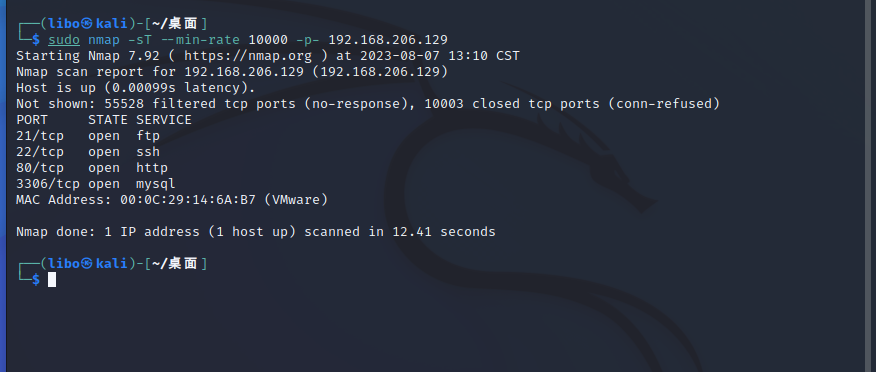 ┌──(libo㉿kali)-[~/桌面]
└─$ sudo nmap -sT --min-rate 10000 -p- 192.168.206.129
Starting Nmap 7.92 ( https://nmap.org ) at 2023-08-07 13:10 CST
Nmap scan report for 192.168.206.129 (192.168.206.129)
Host is up (0.00099s latency).
Not shown: 55528 filtered tcp ports (no-response), 10003 closed tcp ports (conn-refused)
PORT     STATE SERVICE
21/tcp   open  ftp
22/tcp   open  ssh
80/tcp   open  http
3306/tcp open  mysql
MAC Address: 00:0C:29:14:6A:B7 (VMware)
Nmap done: 1 IP address (1 host up) scanned in 12.41 seconds
┌──(libo㉿kali)-[~/桌面]
└─$